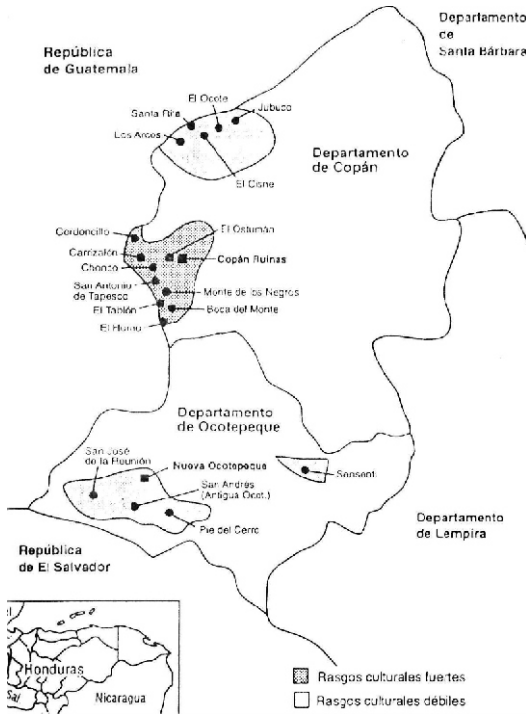 Departamento
de
Santa Bárbara
República
de Guatemala
El Ocote
Jubuco
Santa Rita
Los Arcos
El Cisne
Departamento
de Copán
Cordoncillo
El Ostumán
Carrizalón
Copán Ruinas
Chonco
San Antonio
de Tapesco
Monte de los Negros
El Tablón
Boca del Monte
Departamento
de Ocotepeque
San José
de la Reunión
Nueva Ocotepeque
San Andrés
(Antigua Ocot.)
Sensenti
Pie del Cerro
Departamento
de Lempira
República
de El Salvador
Honduras
Sal
Nicaragua
Rasgos culturales fuertes
Rasgos culturales débiles